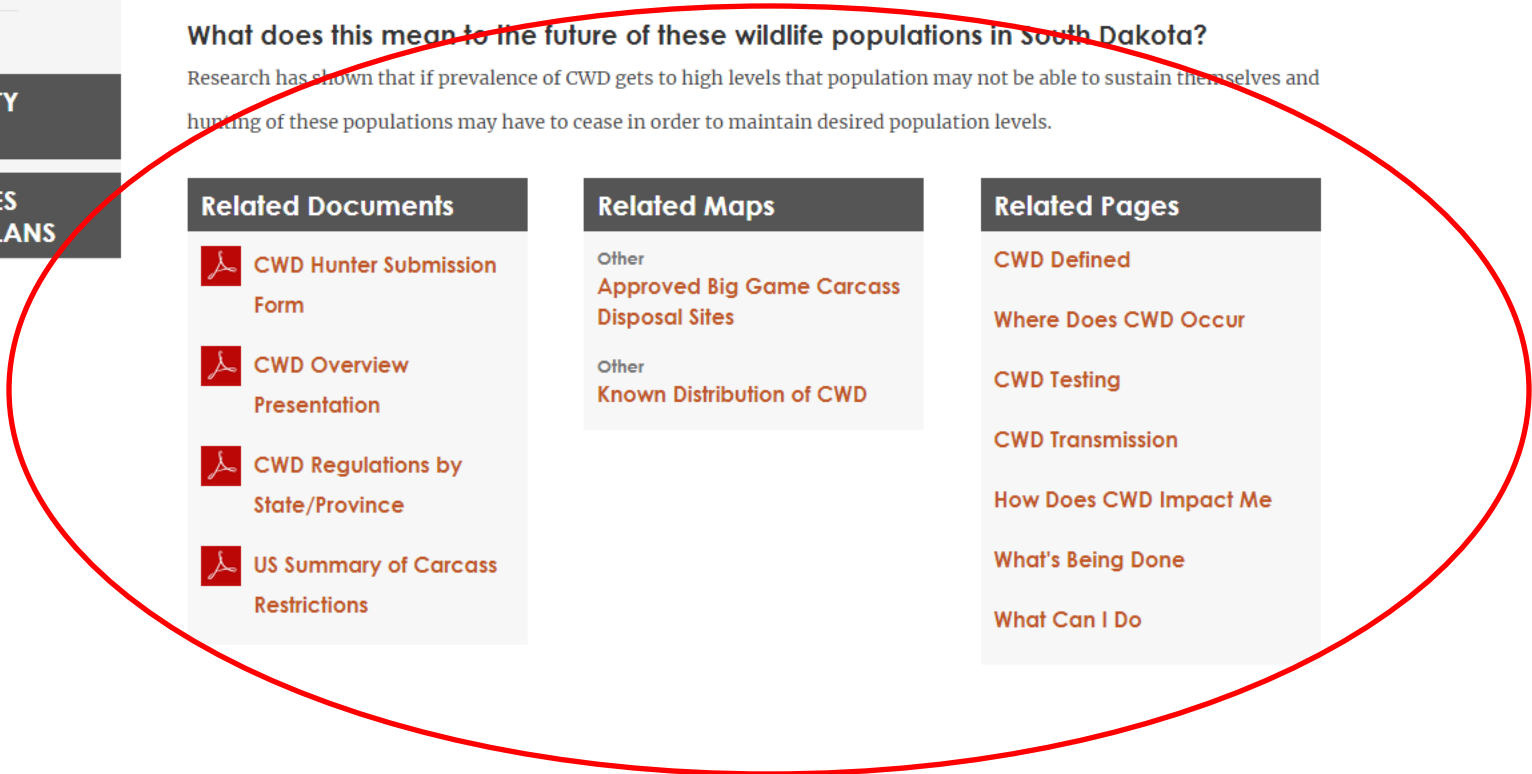 What does this mean to the future of these wildlife populations in South Dakota?
Research has shown that if prevalence of CWD gets to high levels that population may not be able to sustain themselves and
hunting of these populations may have to cease in order to maintain desired population levels.
TY
ES
LANS
Related Documents
CWD Hunter Submission
Form
CWD Overview
Presentation
CWD Regulations by
State/Province
US Summary of Carcass
Restrictions
Related Maps
Other
Approved Big Game Carcass
Disposal Sites
Other
Known Distribution of CWD
Related Pages
CWD Defined
Where Does CWD Occur
CWD Testing
CWD Transmission
How Does CWD Impact Me
What's Being Done
What Can I Do